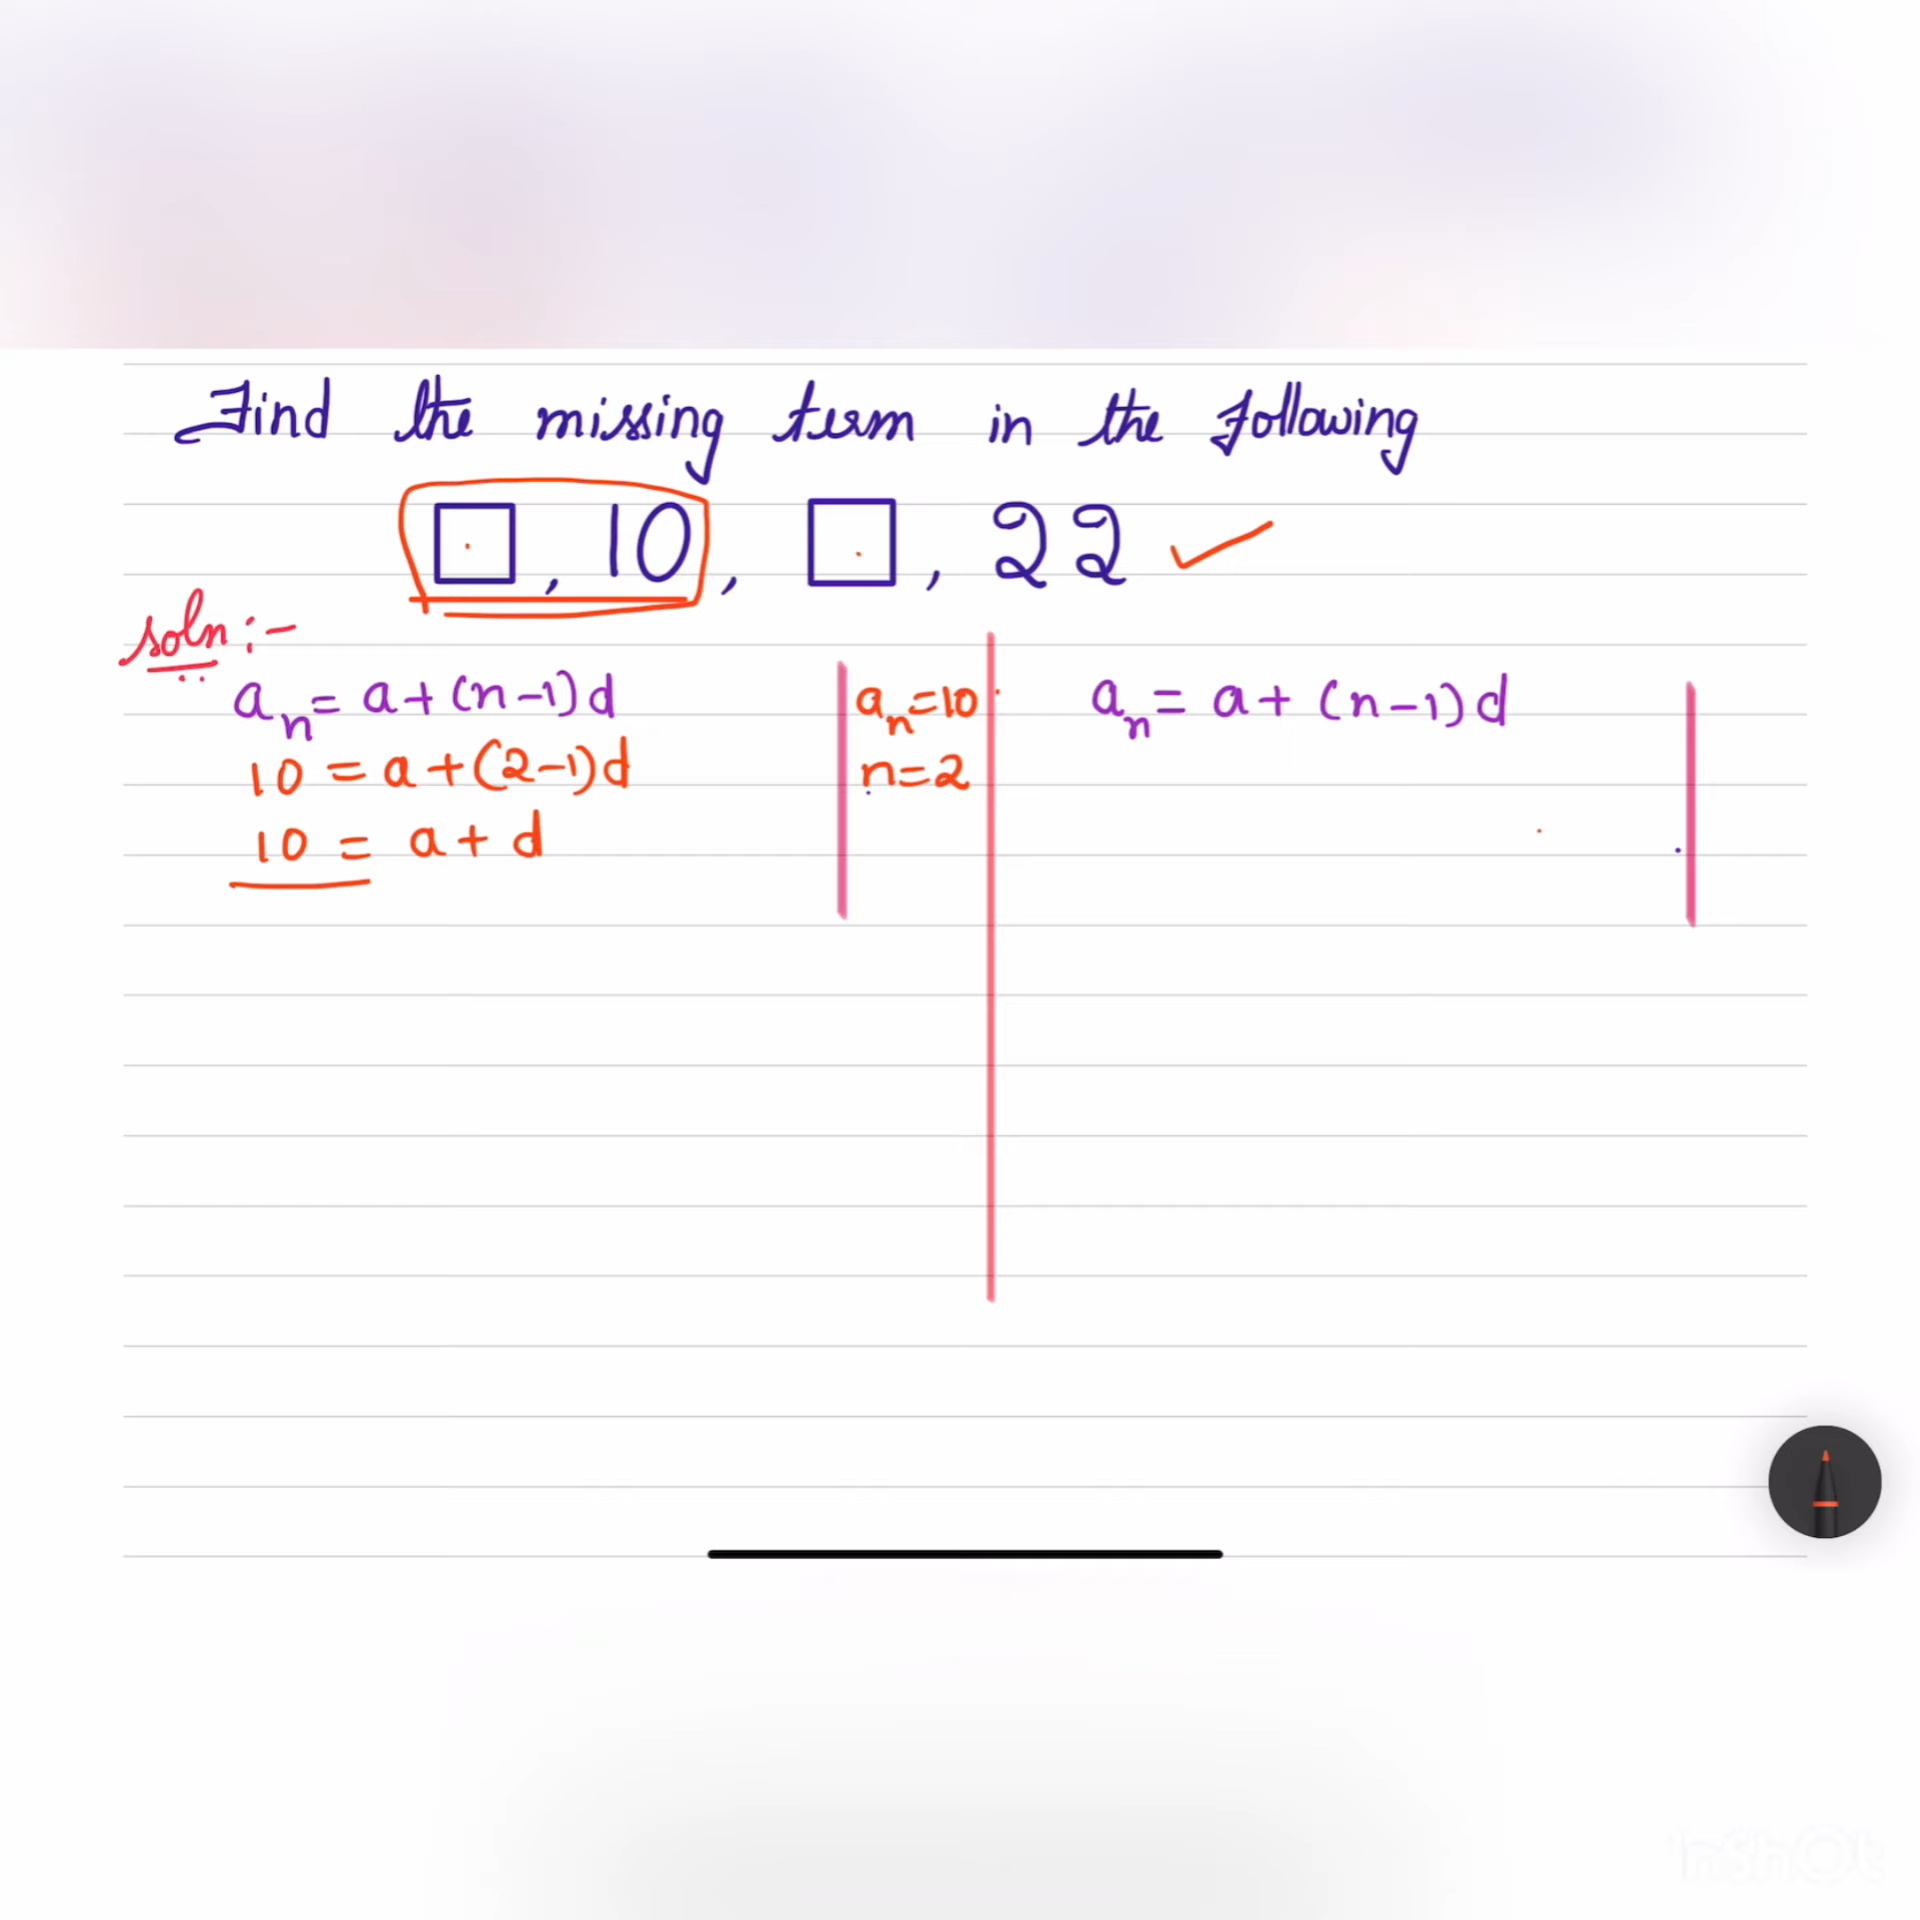 Find the missing term in the following
□, 10, □, 22 ✓
soln :-
aₙ = a + (n-1)d
10 = a + (2-1)d
10 = a + d
aₙ = 10
n = 2
aₙ = a + (n-1)d
InShOt